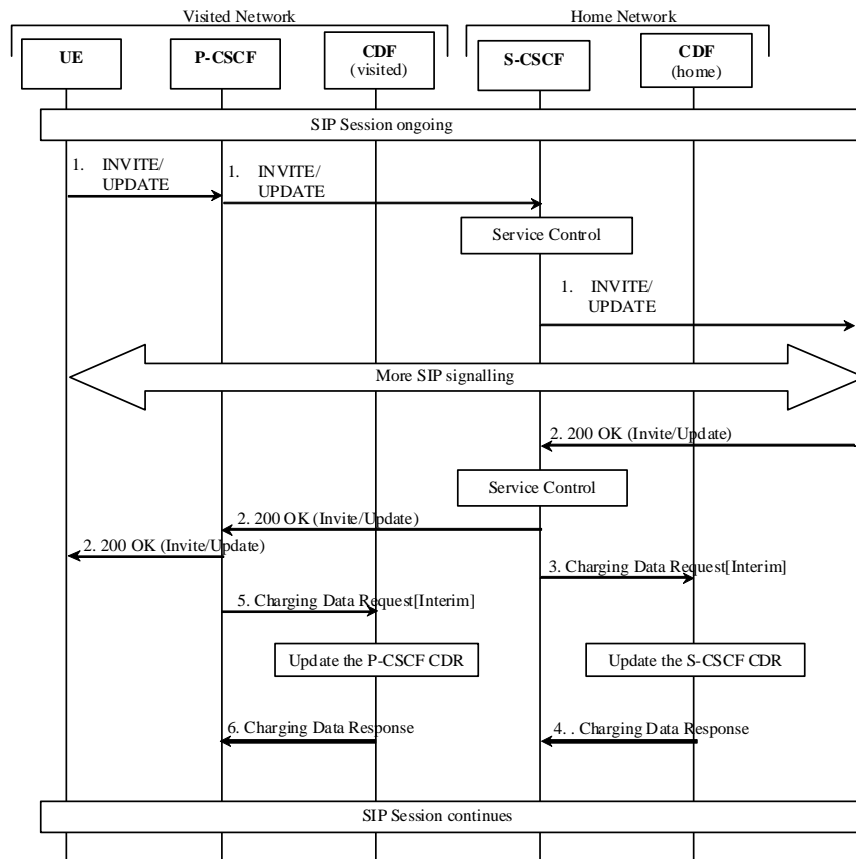 Visited Network
Home Network
UE
P-CSCF
CDF
(visited)
S-CSCF
CDF
(home)
SIP Session ongoing
1. INVITE/
UPDATE
1. INVITE/
UPDATE
Service Control
1. INVITE/
UPDATE
More SIP signalling
2. 200 OK (Invite/Update)
Service Control
2. 200 OK (Invite/Update)
2. 200 OK (Invite/Update)
3. Charging Data Request[Interim]
5. Charging Data Request[Interim]
Update the P-CSCF CDR
Update the S-CSCF CDR
6. Charging Data Response
4. . Charging Data Response
SIP Session continues